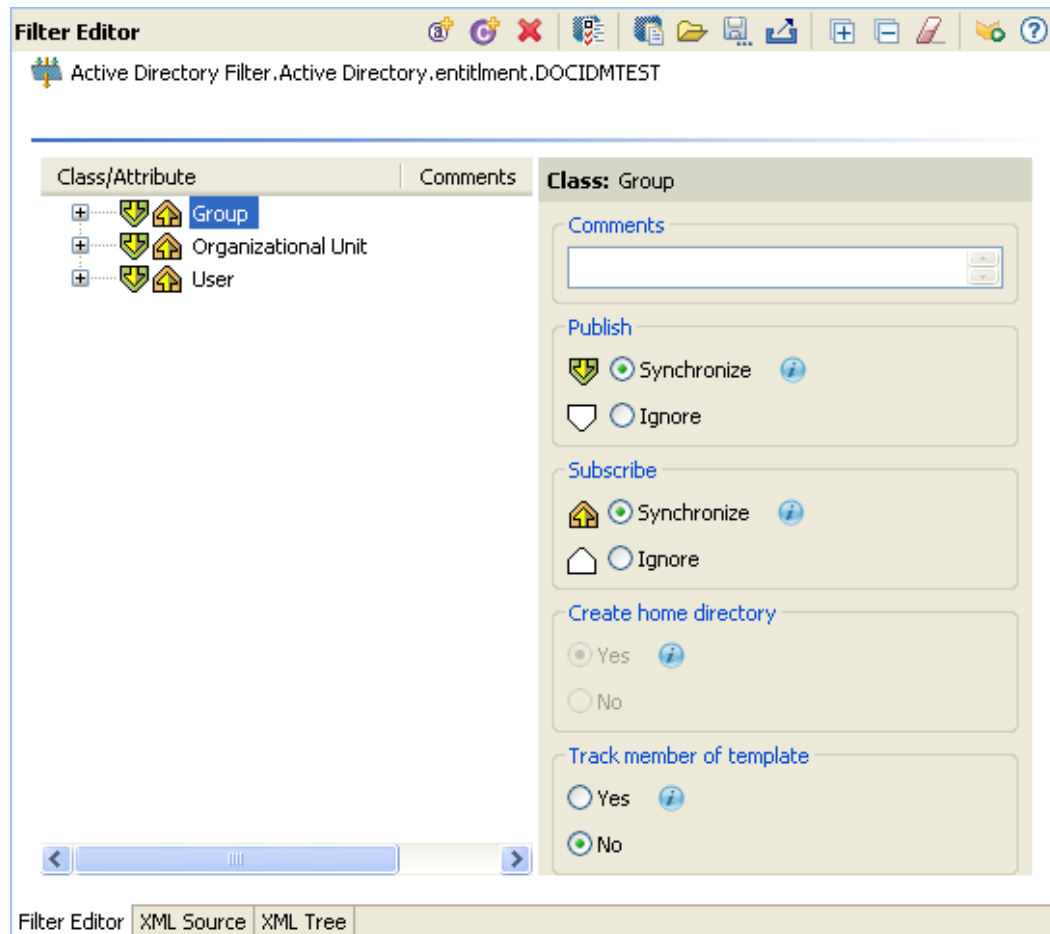 Filter Editor
Active Directory Filter.Active Directory.entitlment.DOCIDMTEST
Class/Attribute Comments
Group
Organizational Unit
User
Class: Group
Comments
Publish
Synchronize
Ignore
Subscribe
Synchronize
Ignore
Create home directory
Yes
No
Track member of template
Yes
No
Filter Editor XML Source XML Tree